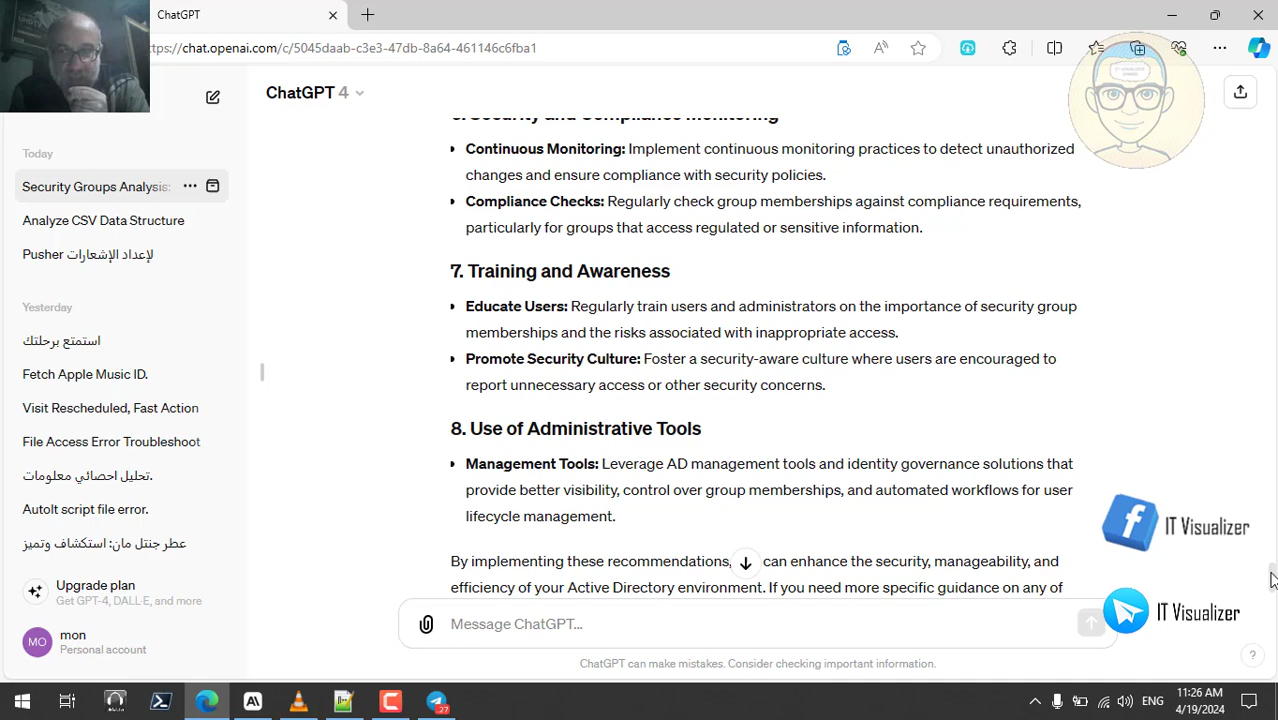 ChatGPT
ttps://chat.openai.com/c/5045daab-c3e3-47db-8a64-461146c6fba1
ChatGPT 4
Today
Security Groups Analysis:
Analyze CSV Data Structure
Pusher لإعداد الإشعارات
Yesterday
استمتع برحلتك
Fetch Apple Music ID.
Visit Rescheduled, Fast Action
File Access Error Troubleshoot
تحليل احصائي معلومات.
AutoIt script file error.
عطر جنتل مان: استكشاف وتميز
Upgrade plan
Get GPT-4, DALL·E, and more
MO
mon
Personal account
Security and Compliance Monitoring
• Continuous Monitoring: Implement continuous monitoring practices to detect unauthorized
changes and ensure compliance with security policies.
• Compliance Checks: Regularly check group memberships against compliance requirements,
particularly for groups that access regulated or sensitive information.
7. Training and Awareness
• Educate Users: Regularly train users and administrators on the importance of security group
memberships and the risks associated with inappropriate access.
• Promote Security Culture: Foster a security-aware culture where users are encouraged to
report unnecessary access or other security concerns.
8. Use of Administrative Tools
• Management Tools: Leverage AD management tools and identity governance solutions that
provide better visibility, control over group memberships, and automated workflows for user
lifecycle management.
By implementing these recommendations, can enhance the security, manageability, and
efficiency of your Active Directory environment. If you need more specific guidance on any of
Message ChatGPT...
ChatGPT can make mistakes. Consider checking important information.
?
IT Visualizer
IT Visualizer
27
ENG
11:26 AM
4/19/2024